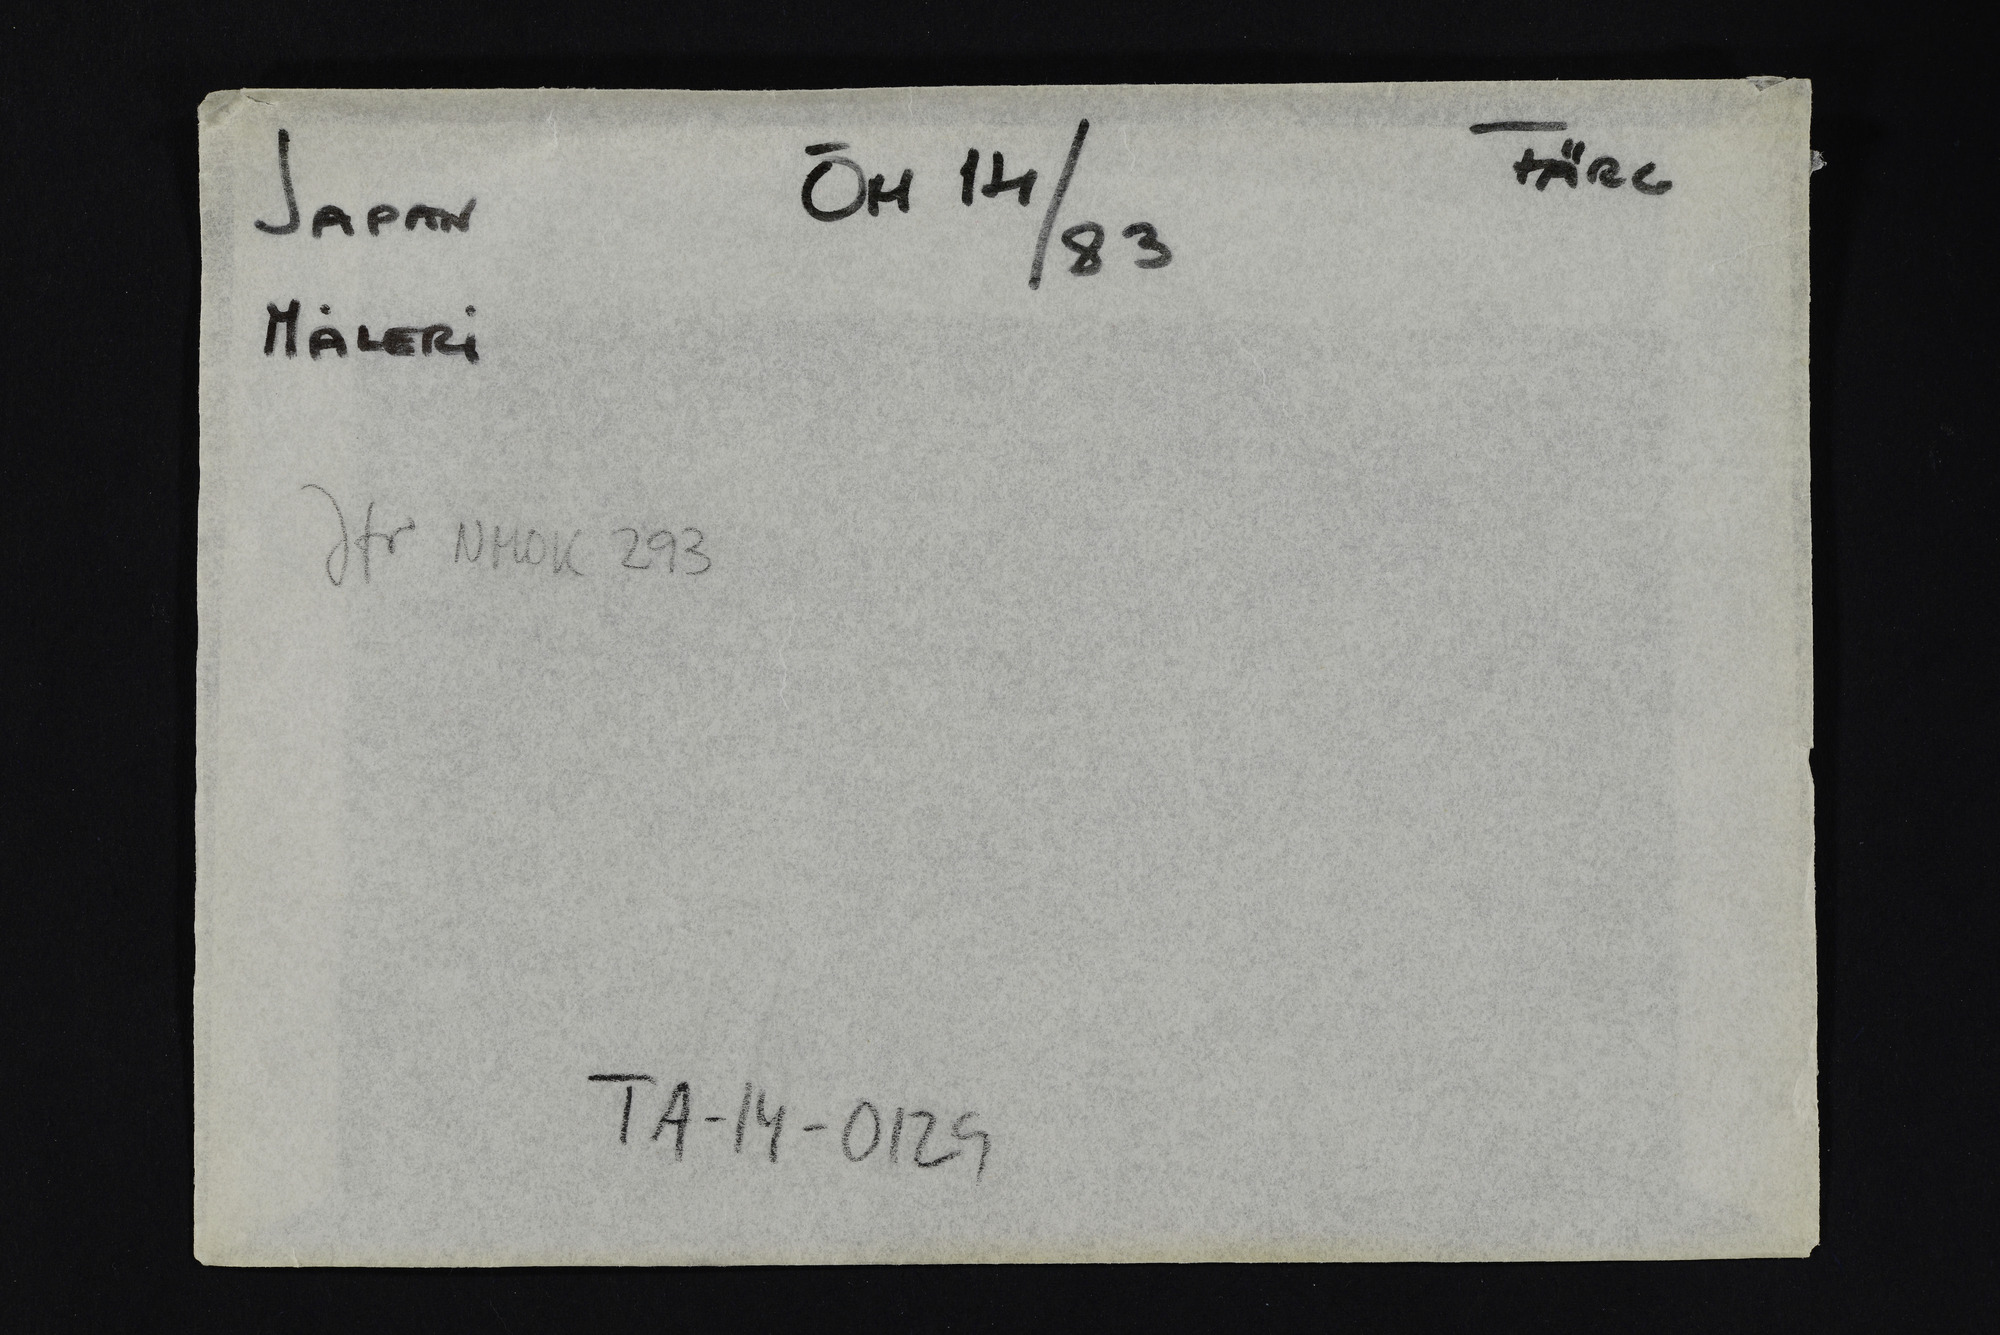 JAPAN
ÖM 14/83
FÄRG
MÅLERI
Jfr NMOK 293
TA-14-0129